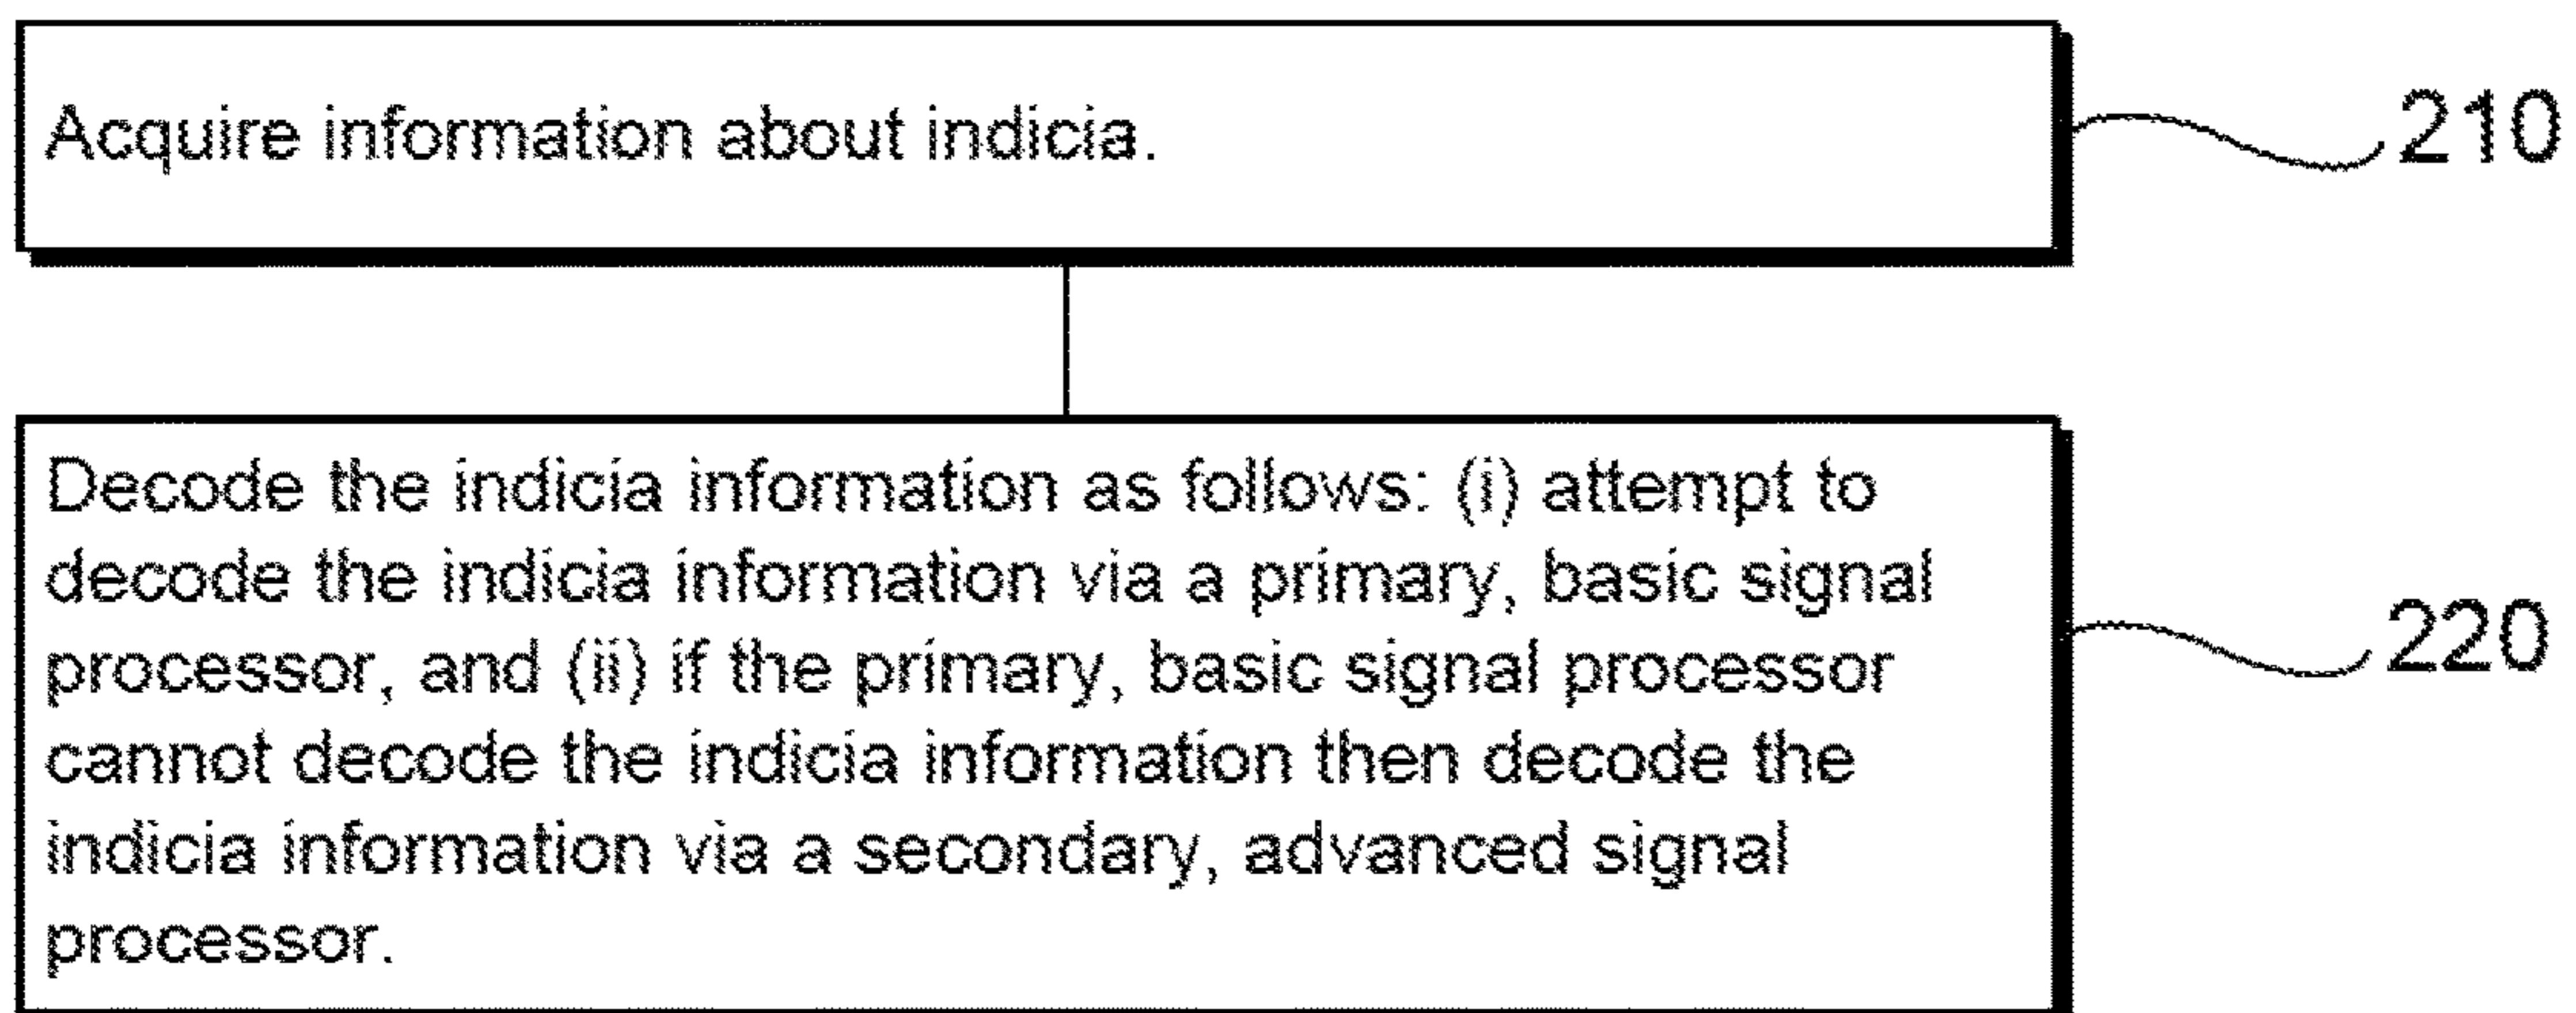 Acquire information about indicia.
210
Decode the indicia information as follows: (i) attempt to
decode the indicia information via a primary, basic signal
processor, and (ii) if the primary, basic signal processor
220
cannot decode the indicia information then decode the
indicia information via a secondary, advanced signal
processor.